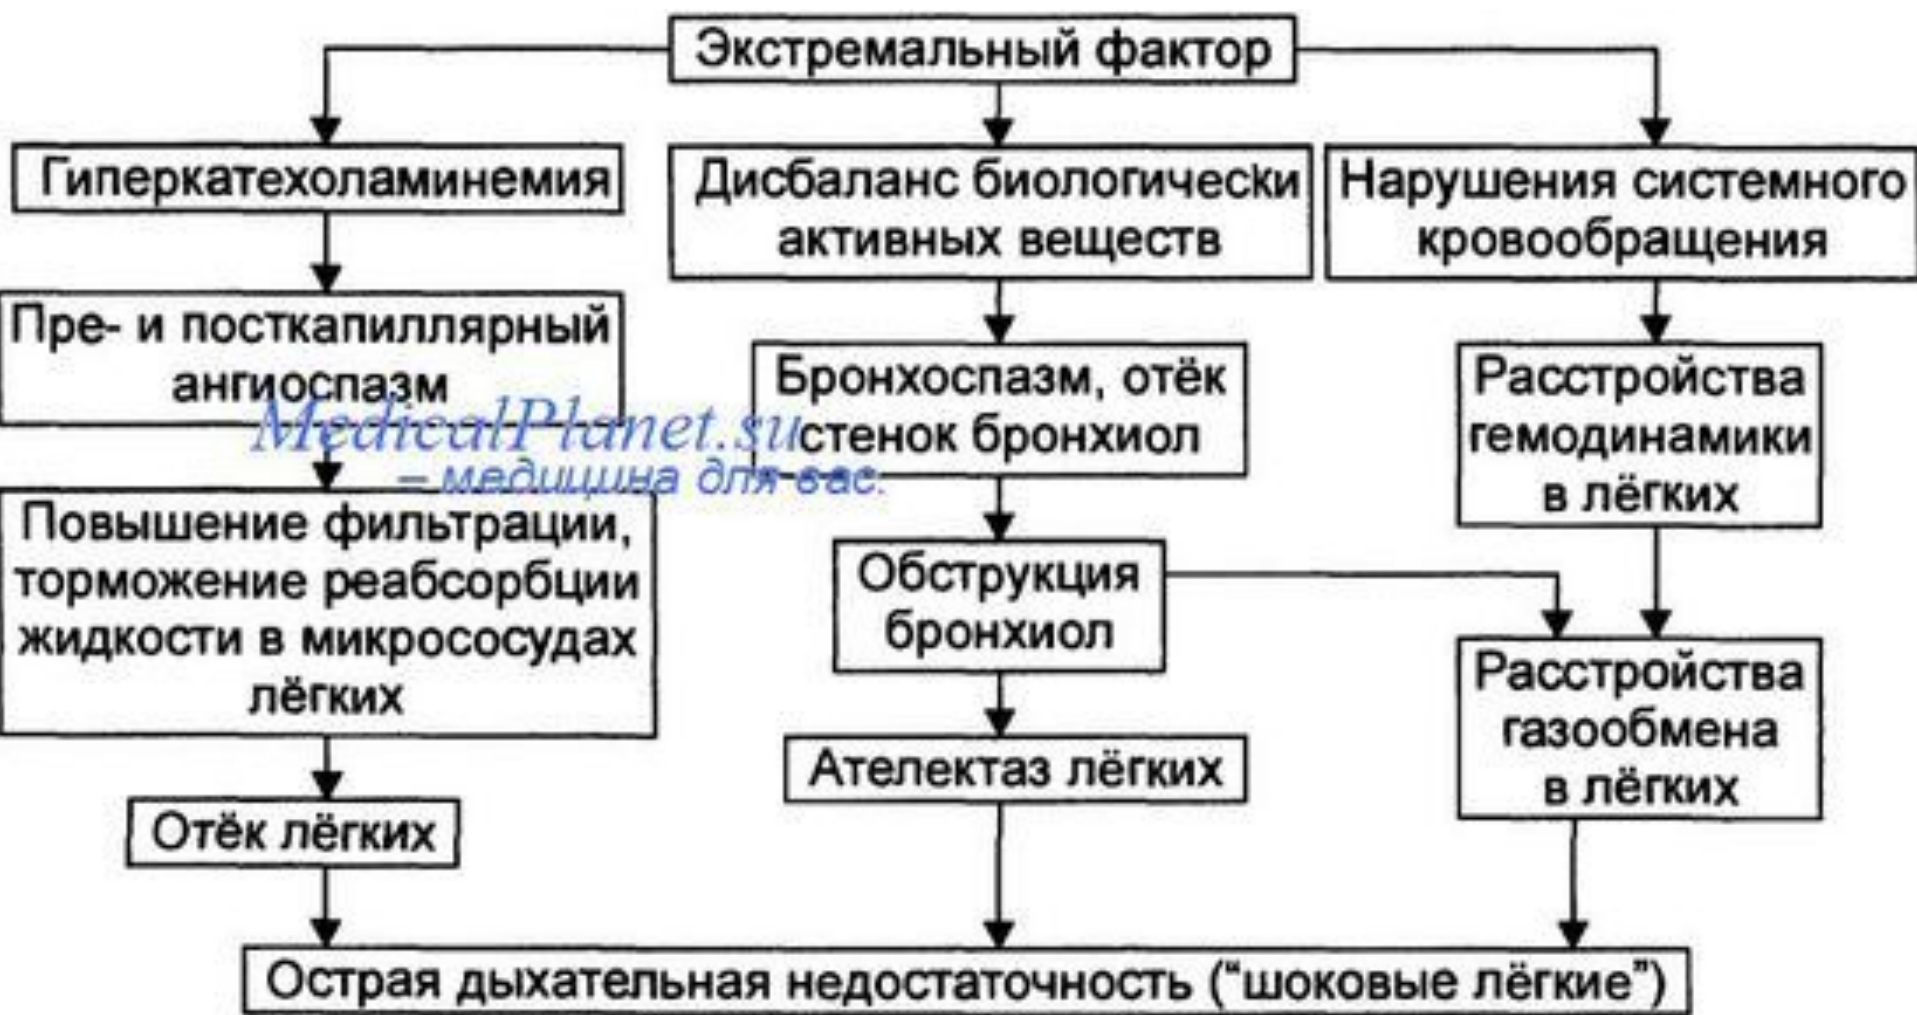 Экстремальный фактор
Гиперкатехоламинемия
Дисбаланс биологически
активных веществ
Нарушения системного
кровообращения
Пре- и посткапиллярный
ангиоспазм
Бронхоспазм, отёк
стенок бронхиол
Расстройства
гемодинамики
в лёгких
MedicalPlanet.su
– медицина для вас.
Повышение фильтрации,
торможение реабсорбции
жидкости в микрососудах
лёгких
Обструкция
бронхиол
Расстройства
газообмена
в лёгких
Ателектаз лёгких
Отёк лёгких
Острая дыхательная недостаточность (“шоковые лёгкие”)